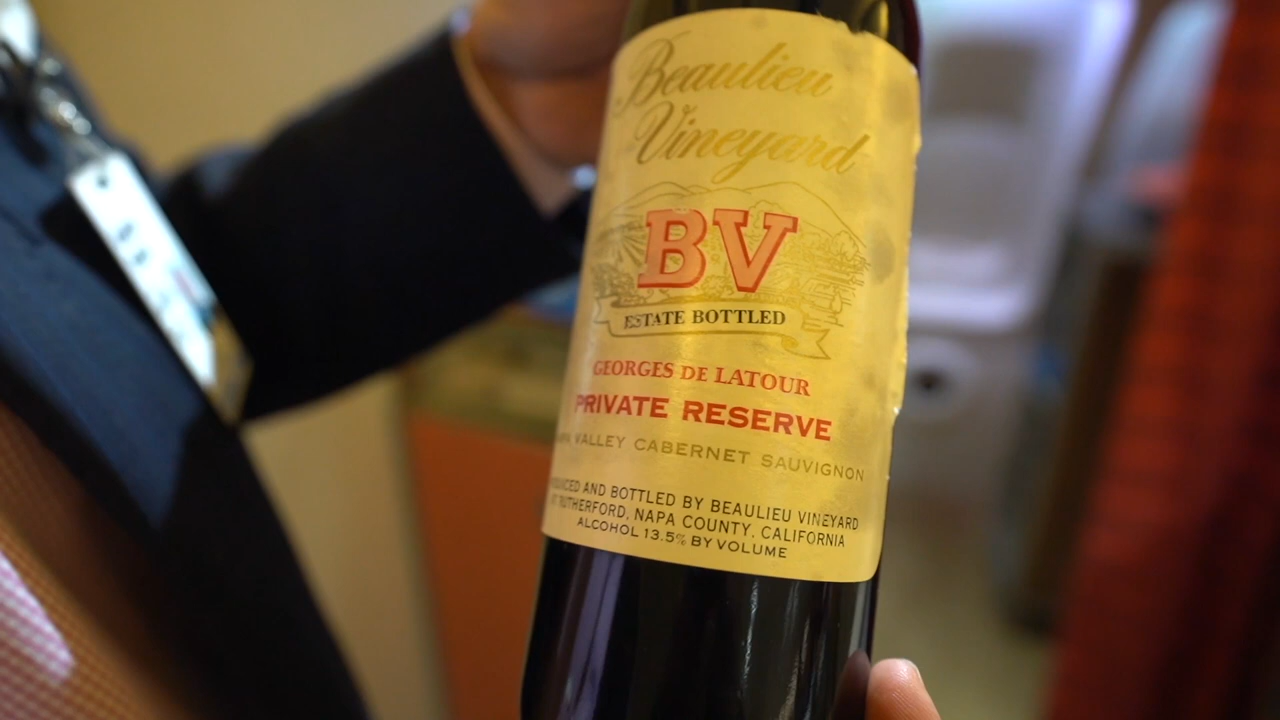 Beaulieu
Vineyard
BV
ESTATE BOTTLED
GEORGES DE LATOUR
PRIVATE RESERVE
VALLEY CABERNET SAUVIGNON
AND BOTTLED BY BEAULIEU VINEYARD
RUTHERFORD, NAPA COUNTY, CALIFORNIA
ALCOHOL 13.5% BY VOLUME